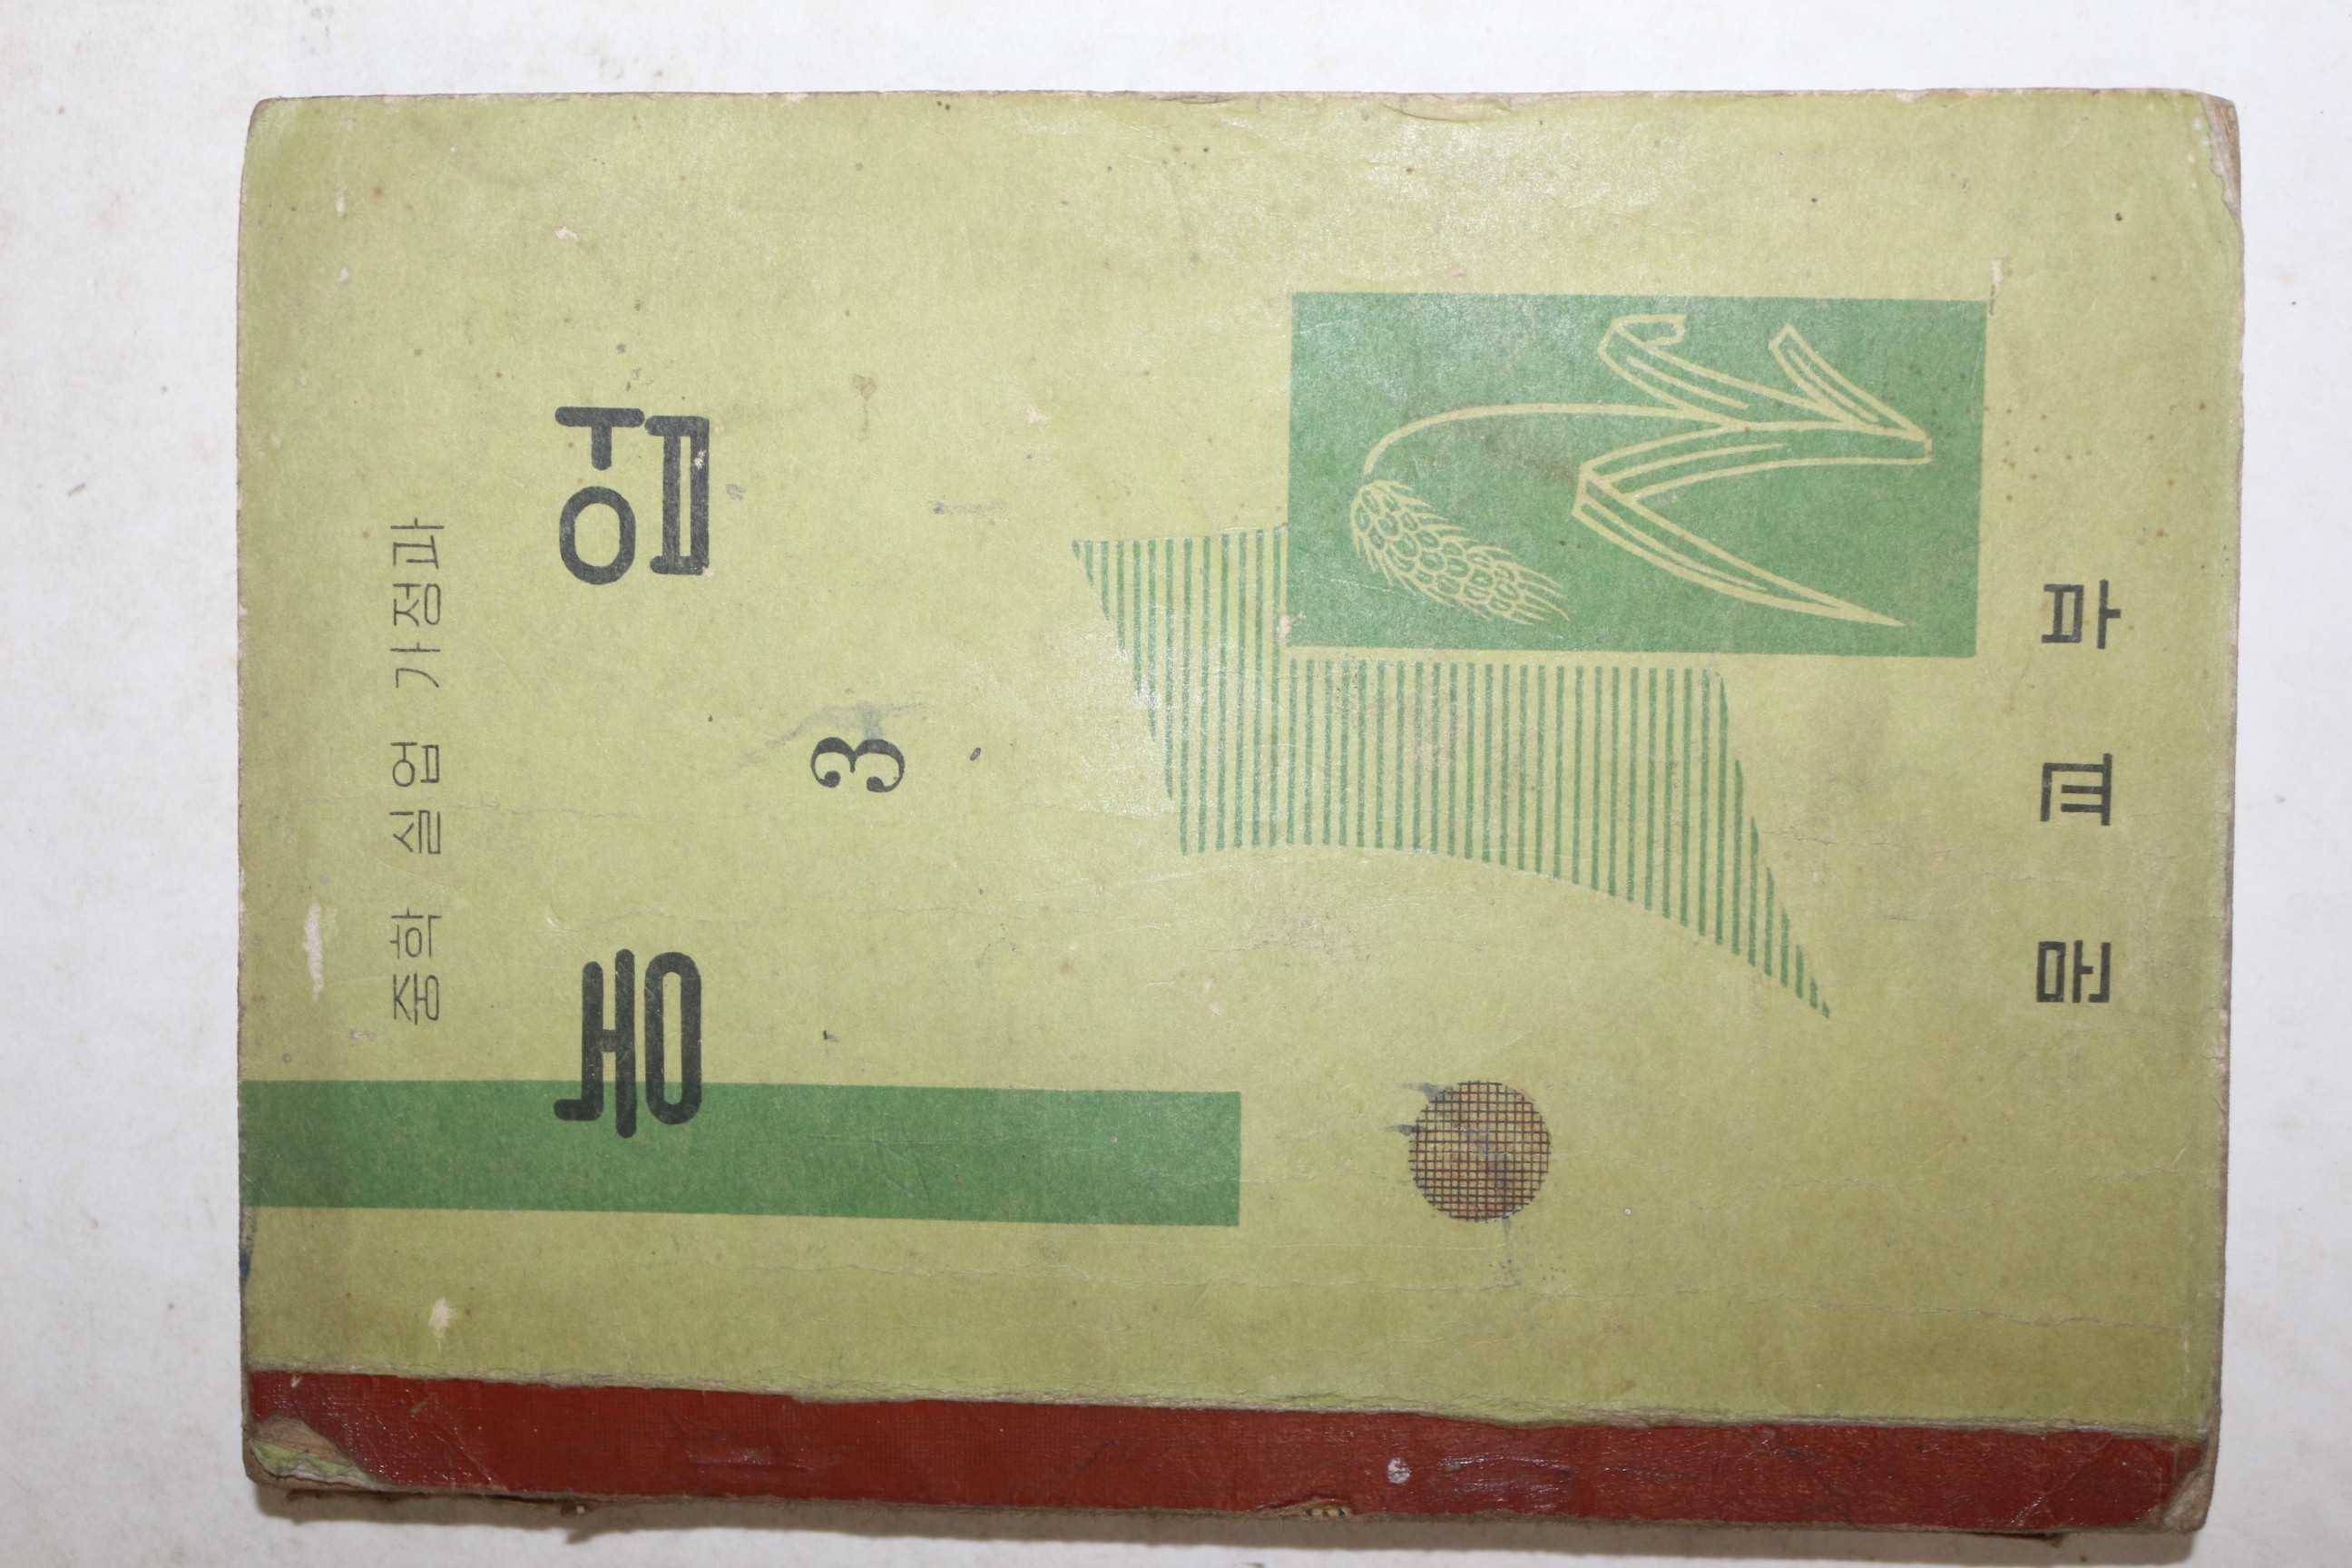 중학 실업 가정과
농업
3
문교부